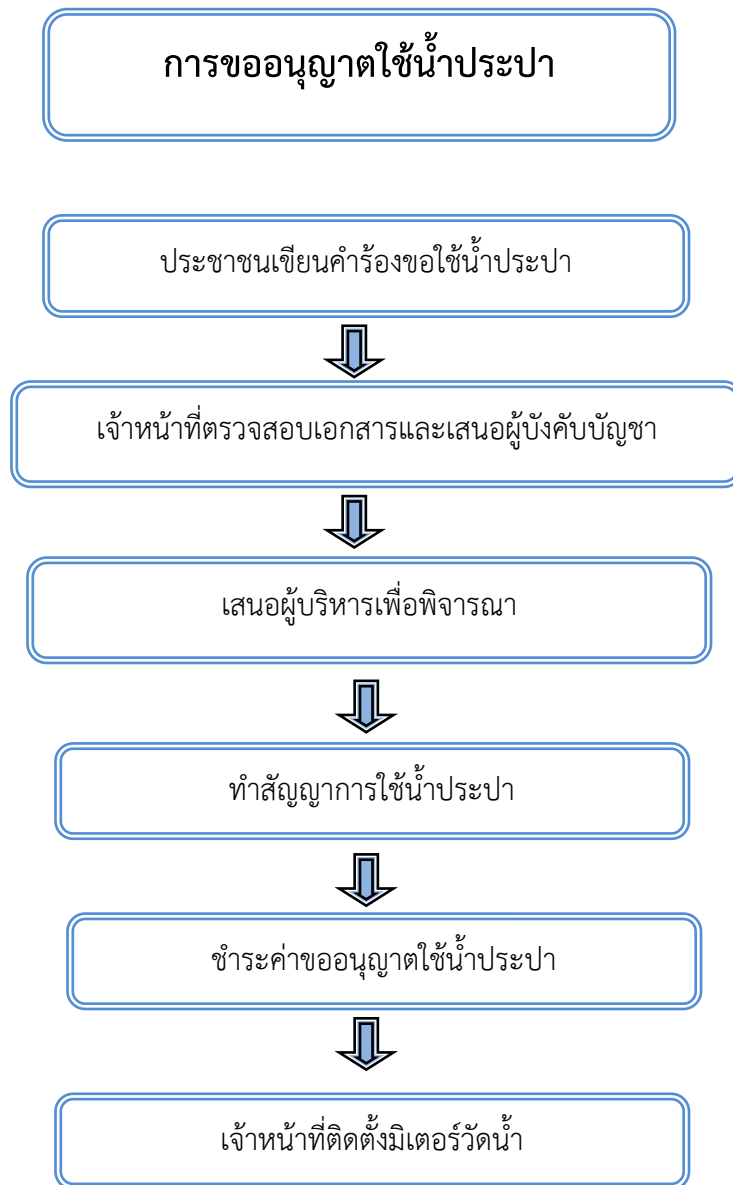 การขออนุญาตใช้น้ำประปา
ประชาชนเขียนคำร้องขอใช้น้ำประปา
เจ้าหน้าที่ตรวจสอบเอกสารและเสนอผู้บังคับบัญชา
เสนอผู้บริหารเพื่อพิจารณา
ทำสัญญาการใช้น้ำประปา
ชำระค่าขออนุญาตใช้น้ำประปา
เจ้าหน้าที่ติดตั้งมิเตอร์วัดน้ำ